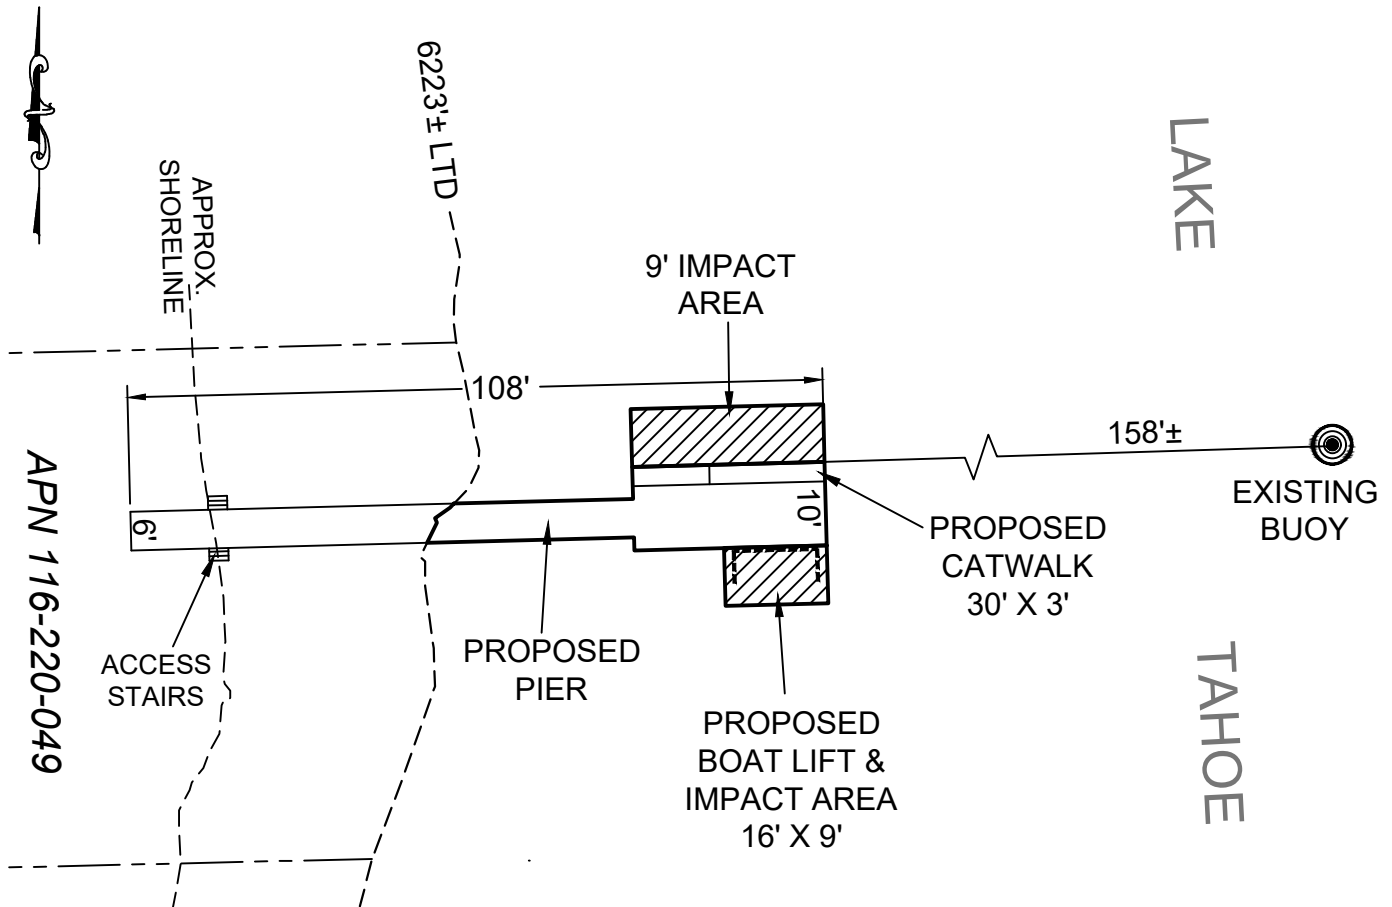 6223'± LTD
LAKE
APPROX.
SHORELINE
9' IMPACT
AREA
108'
158'±
EXISTING
BUOY
6'
10'
PROPOSED
CATWALK
30' X 3'
APN 116-220-049
ACCESS
STAIRS
PROPOSED
PIER
PROPOSED
BOAT LIFT &
IMPACT AREA
16' X 9'
TAHOE